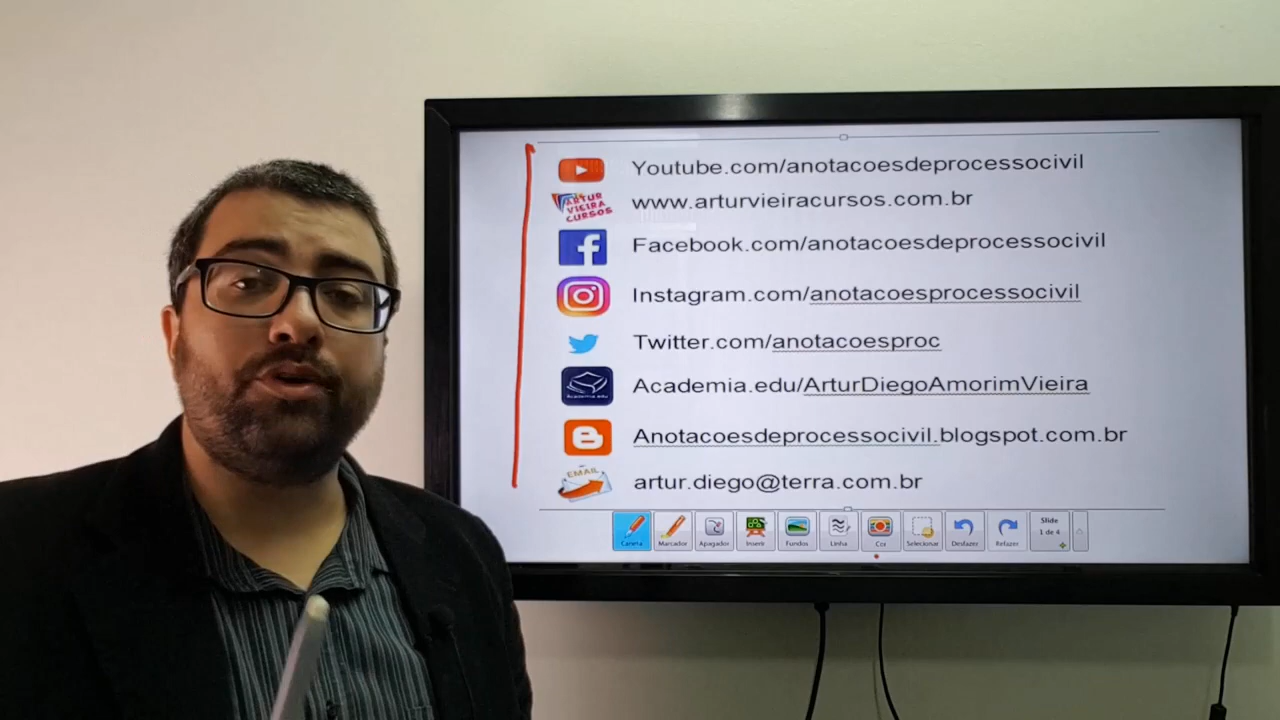 Youtube.com/anotacoesdeprocessocivil
ARTUR
VIEIRA
CURSOS
www.arturvieiracursos.com.br
Facebook.com/anotacoesdeprocessocivil
Instagram.com/anotacoesprocessocivil
Twitter.com/anotacoesproc
Academia.edu
Academia.edu/ArturDiegoAmorimVieira
Anotacoesdeprocessocivil.blogspot.com.br
EMAIL
artur.diego@terra.com.br
Caneta Marcador Apagador Inserir Fundos Linha Cor Selecionar Desfazer Refazer
Slide
1 de 4